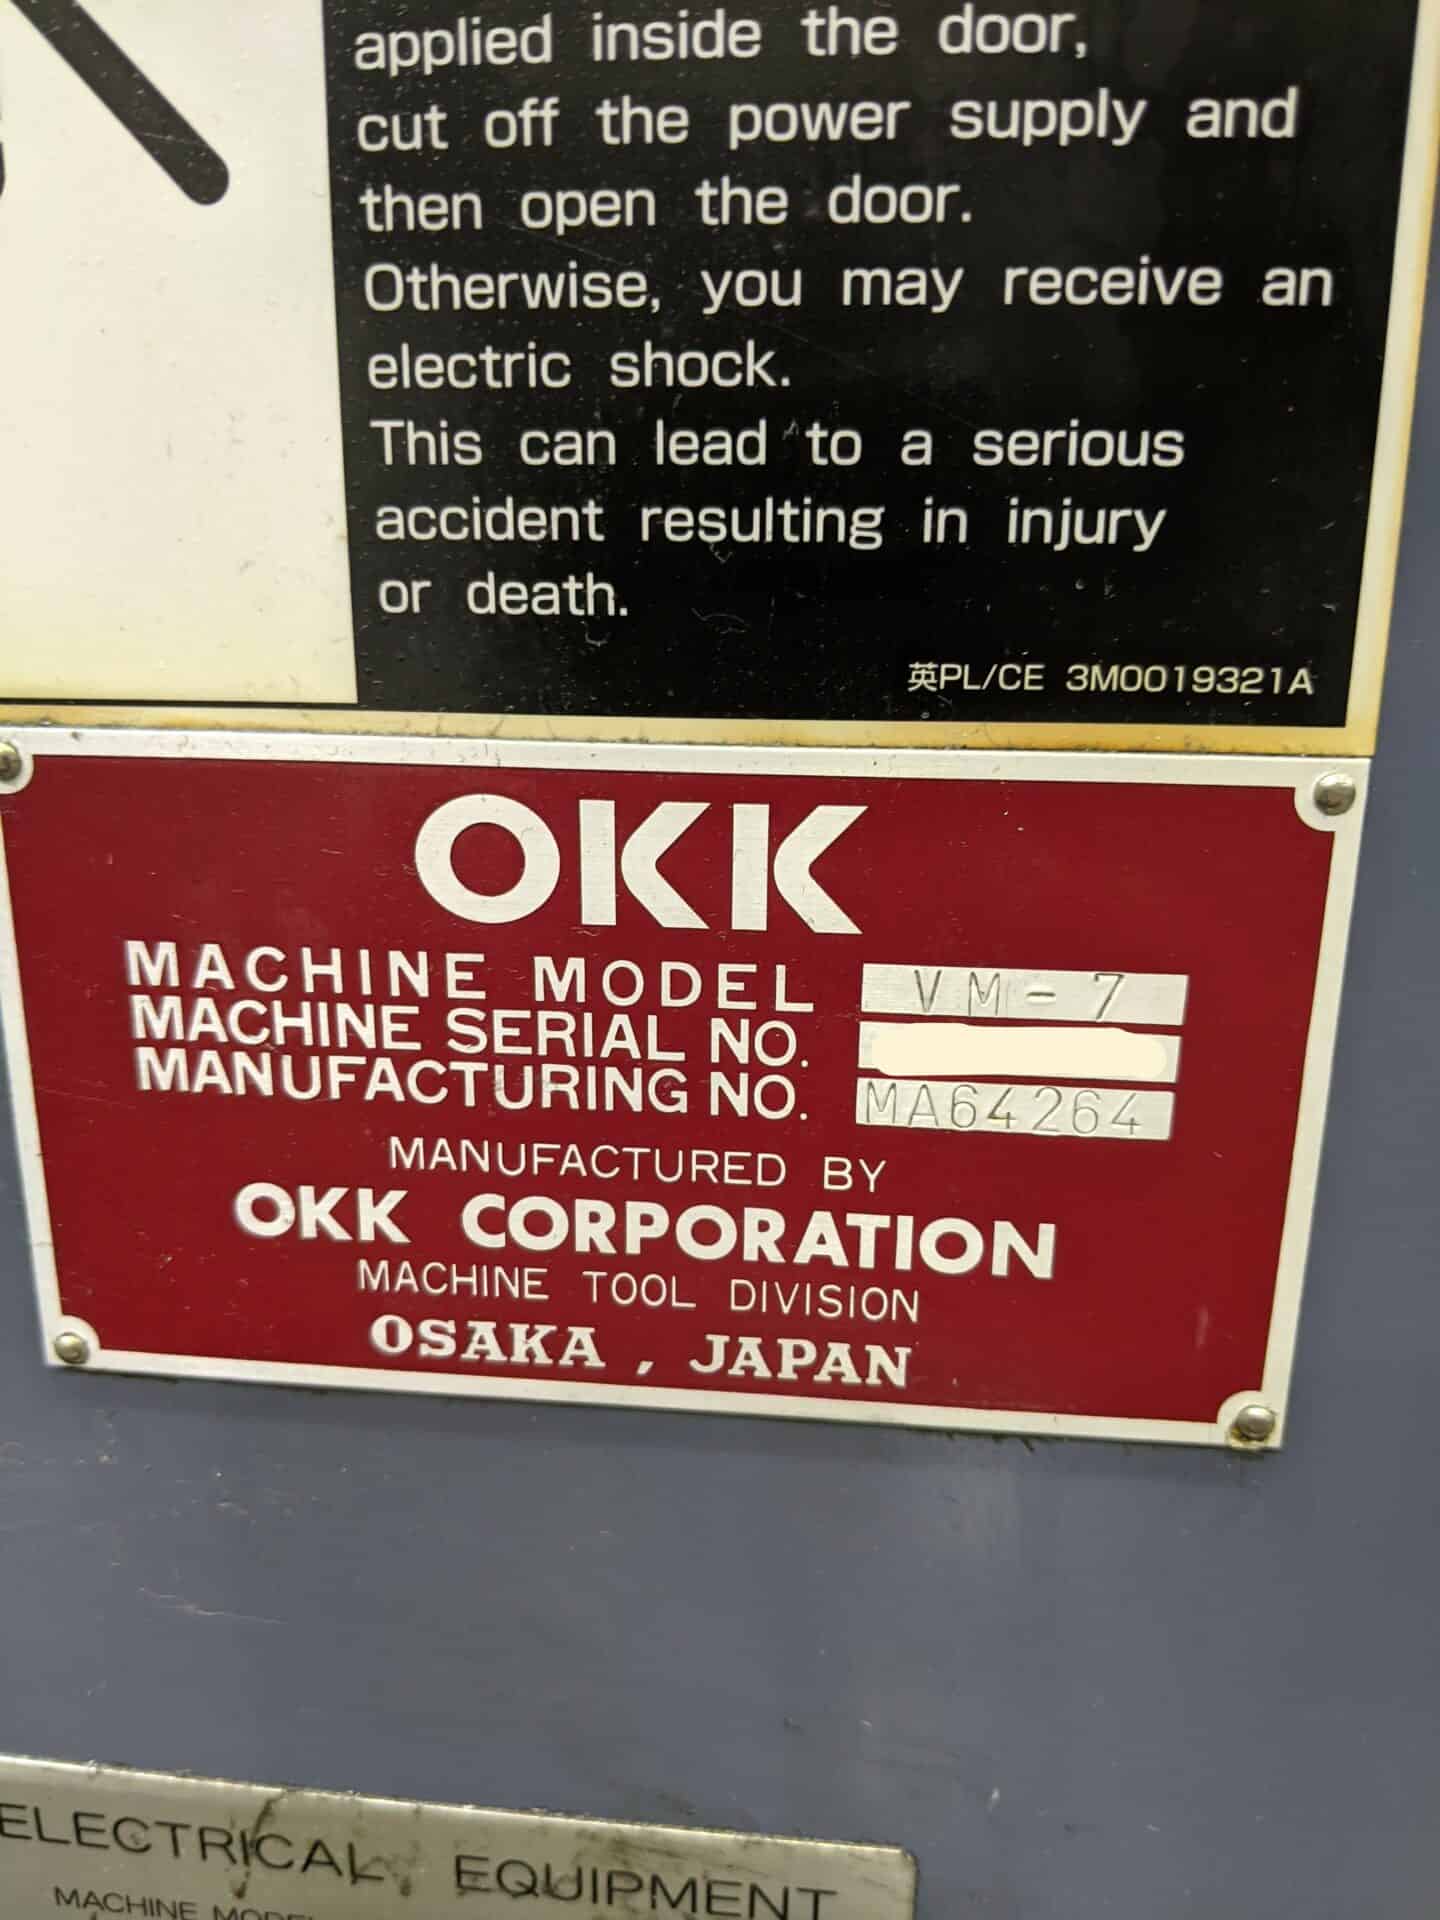 applied inside the door,
cut off the power supply and
then open the door.
Otherwise, you may receive an
electric shock.
This can lead to a serious
accident resulting in injury
or death.
英PL/CE 3M0019321A
OKK
MACHINE MODEL VM-7
MACHINE SERIAL NO.
MANUFACTURING NO. MA64264
MANUFACTURED BY
OKK CORPORATION
MACHINE TOOL DIVISION
OSAKA, JAPAN
ELECTRICAL EQUIPMENT
MACHINE